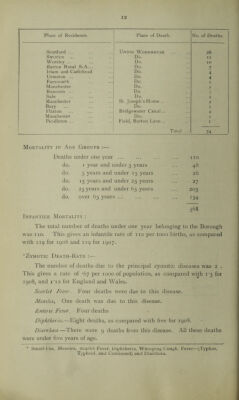 12
Place of Residence. Place of Death. No. of Deaths
Stretford Union Workhouse 26
Swinton Do. 11
Worsley Do. 10
Barton Rural S.A. Do. 7
Irlam and Cadishead Do. 4
Urmston Do. 4
Farnworth Do.
Manchester Do. 1
Runcorn Do. 1
Sale Do.
Manchester St. Joseph's Home 2
Bury Do.
Flixton Bridgewater Canal 1
Manchester Do. 1
Pendleton Field, Barton Lane
Total 74
Mortality in Age Groups :—
Deaths under one year 110
do. 1 year and under 5 years 48
do. 5 years and under 15 years 26
do. 15 years and under 25 years 27
do. 25 years and under 65 years 203
do. over 65 years 154
568
Infantile Mortality :
The total number of deaths under one year belonging to the Borough
was 110. This gives an infantile rate of 112 per 1000 births, as compared
with 119 for 1908 and 119 for 1907.
*Zymotic Death-Rate :—
The number of deaths due to the principal zymotic diseases was 2 .
This gives a rate of ·67 per 1000 of population, as compared with 1·3 for
1908, and 1·12 for England and Wales.
Scarlet Fever. Four deaths were due to this disease.
Measles. One death was due to this disease.
Enteric Fever. Four deaths
Diphtheria.—Eight deaths, as compared with five for 1908.
Diarrhœa—There were 9 deaths from this disease. All these deaths
were under five years of age.
* Small-Pox, Measles, Scarlet Fever, Diphtheria, Whooping Cough, Fever—(Typhus,
Typhoid, and Continued) and Diarrhœa.